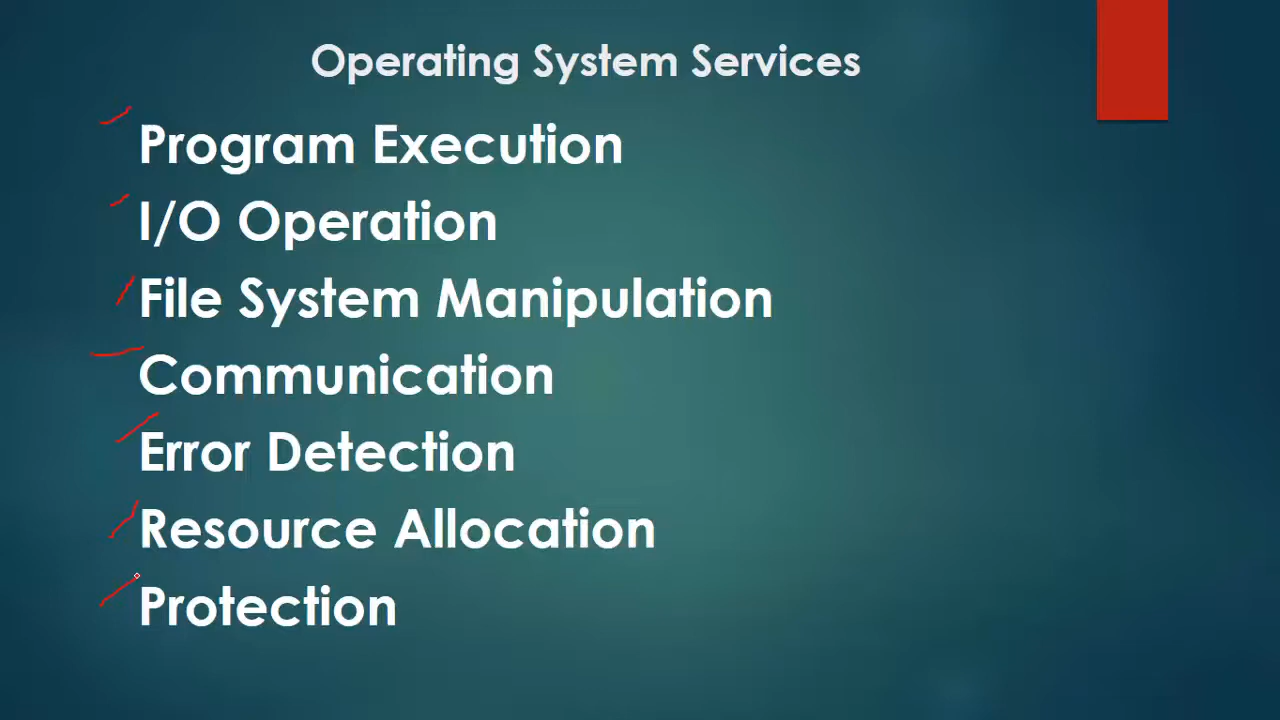 Operating System Services
Program Execution
I/O Operation
File System Manipulation
Communication
Error Detection
Resource Allocation
Protection